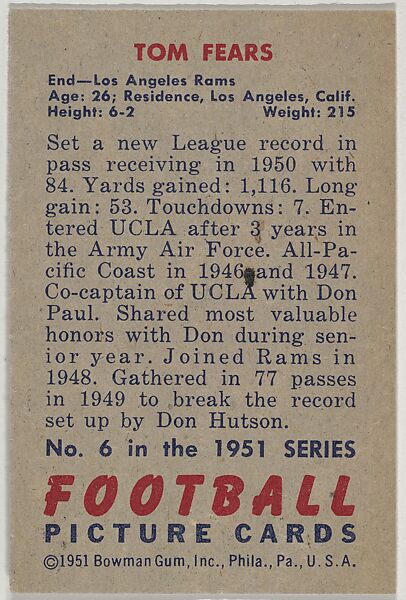 TOM FEARS
End—Los Angeles Rams
Age: 26; Residence, Los Angeles, Calif.
Height: 6-2 Weight: 215
Set a new League record in
pass receiving in 1950 with
84. Yards gained: 1,116. Long
gain: 53. Touchdowns: 7. En-
tered UCLA after 3 years in
the Army Air Force. All-Pa-
cific Coast in 1946 and 1947.
Co-captain of UCLA with Don
Paul. Shared most valuable
honors with Don during sen-
ior year. Joined Rams in
1948. Gathered in 77 passes
in 1949 to break the record
set up by Don Hutson.
No. 6 in the 1951 SERIES
FOOTBALL
PICTURE CARDS
©1951 Bowman Gum, Inc., Phila., Pa., U.S.A.